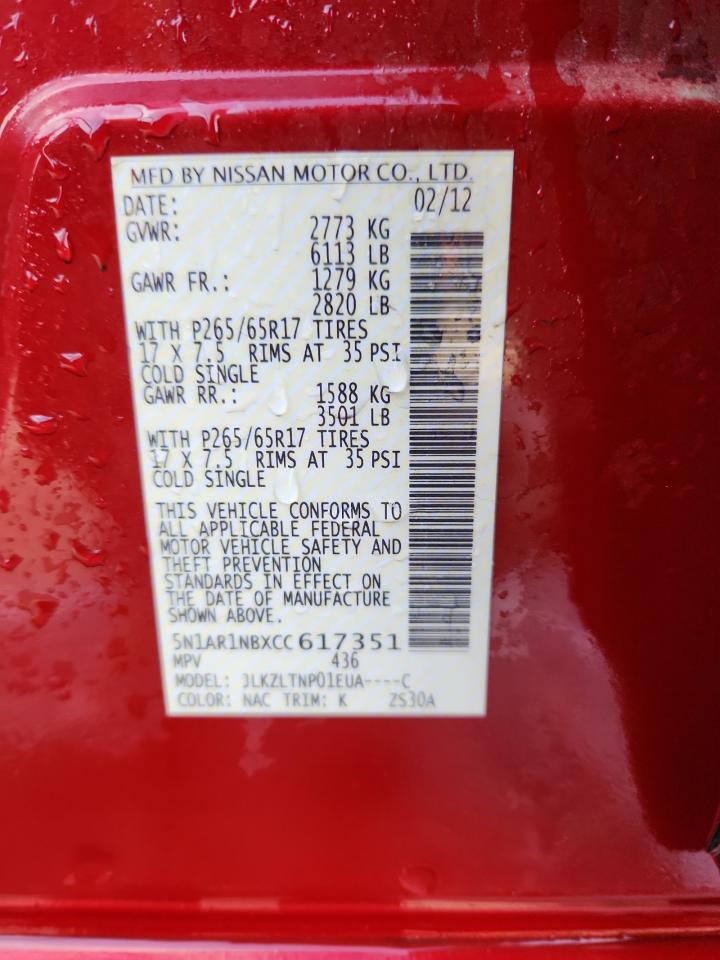 MFD BY NISSAN MOTOR CO., LTD.
DATE: 02/12
GVWR: 2773 KG
6113 LB
GAWR FR.: 1279 KG
2820 LB
WITH P265/65R17 TIRES
17 X 7.5 RIMS AT 35 PSI
COLD SINGLE
GAWR RR.: 1588 KG
3501 LB
WITH P265/65R17 TIRES
17 X 7.5 RIMS AT 35 PSI
COLD SINGLE
THIS VEHICLE CONFORMS TO
ALL APPLICABLE FEDERAL
MOTOR VEHICLE SAFETY AND
THEFT PREVENTION
STANDARDS IN EFFECT ON
THE DATE OF MANUFACTURE
SHOWN ABOVE.
5N1AR1NBXCC617351
MPV 436
MODEL: JLKZLTNP01EUA----C
COLOR: NAC TRIM: K ZS30A